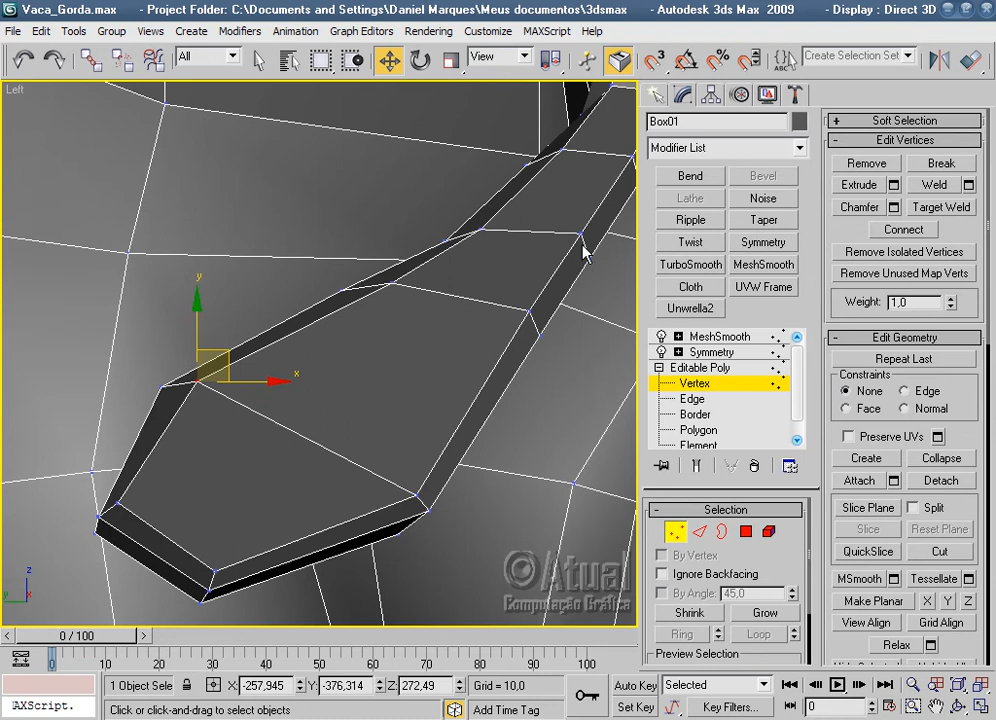 Vaca_Gorda.max - Project Folder: C:\Documents and Settings\Daniel Marques\Meus documentos\3dsmax - Autodesk 3ds Max 2009 - Display : Direct 3D
File Edit Tools Group Views Create Modifiers Animation Graph Editors Rendering Customize MAXScript Help
All View Create Selection Set
Left
y
x
z
y
x
©Atual
Computação Gráfica
Box01
Modifier List
Bend Bevel
Lathe Noise
Ripple Taper
Twist Symmetry
TurboSmooth MeshSmooth
Cloth UVW Frame
Unwrella2
MeshSmooth
Symmetry
Editable Poly
Vertex
Edge
Border
Polygon
Element
- Selection
By Vertex
Ignore Backfacing
By Angle: 45,0
Shrink Grow
Ring Loop
Preview Selection
+ Soft Selection
- Edit Vertices
Remove Break
Extrude Weld
Chamfer Target Weld
Connect
Remove Isolated Vertices
Remove Unused Map Verts
Weight: 1,0
- Edit Geometry
Repeat Last
Constraints
None Edge
Face Normal
Preserve UVs
Create Collapse
Attach Detach
Slice Plane Split
Slice Reset Plane
QuickSlice Cut
MSmooth Tessellate
Make Planar X Y Z
View Align Grid Align
Relax
< 0 / 100 >
0 10 20 30 40 50 60 70 80 90 100
1 Object Sele X: -257,945 Y: -376,314 Z: 272,49 Grid = 10,0 Auto Key Selected
AXScript. Click or click-and-drag to select objects Add Time Tag Set Key Key Filters... 0